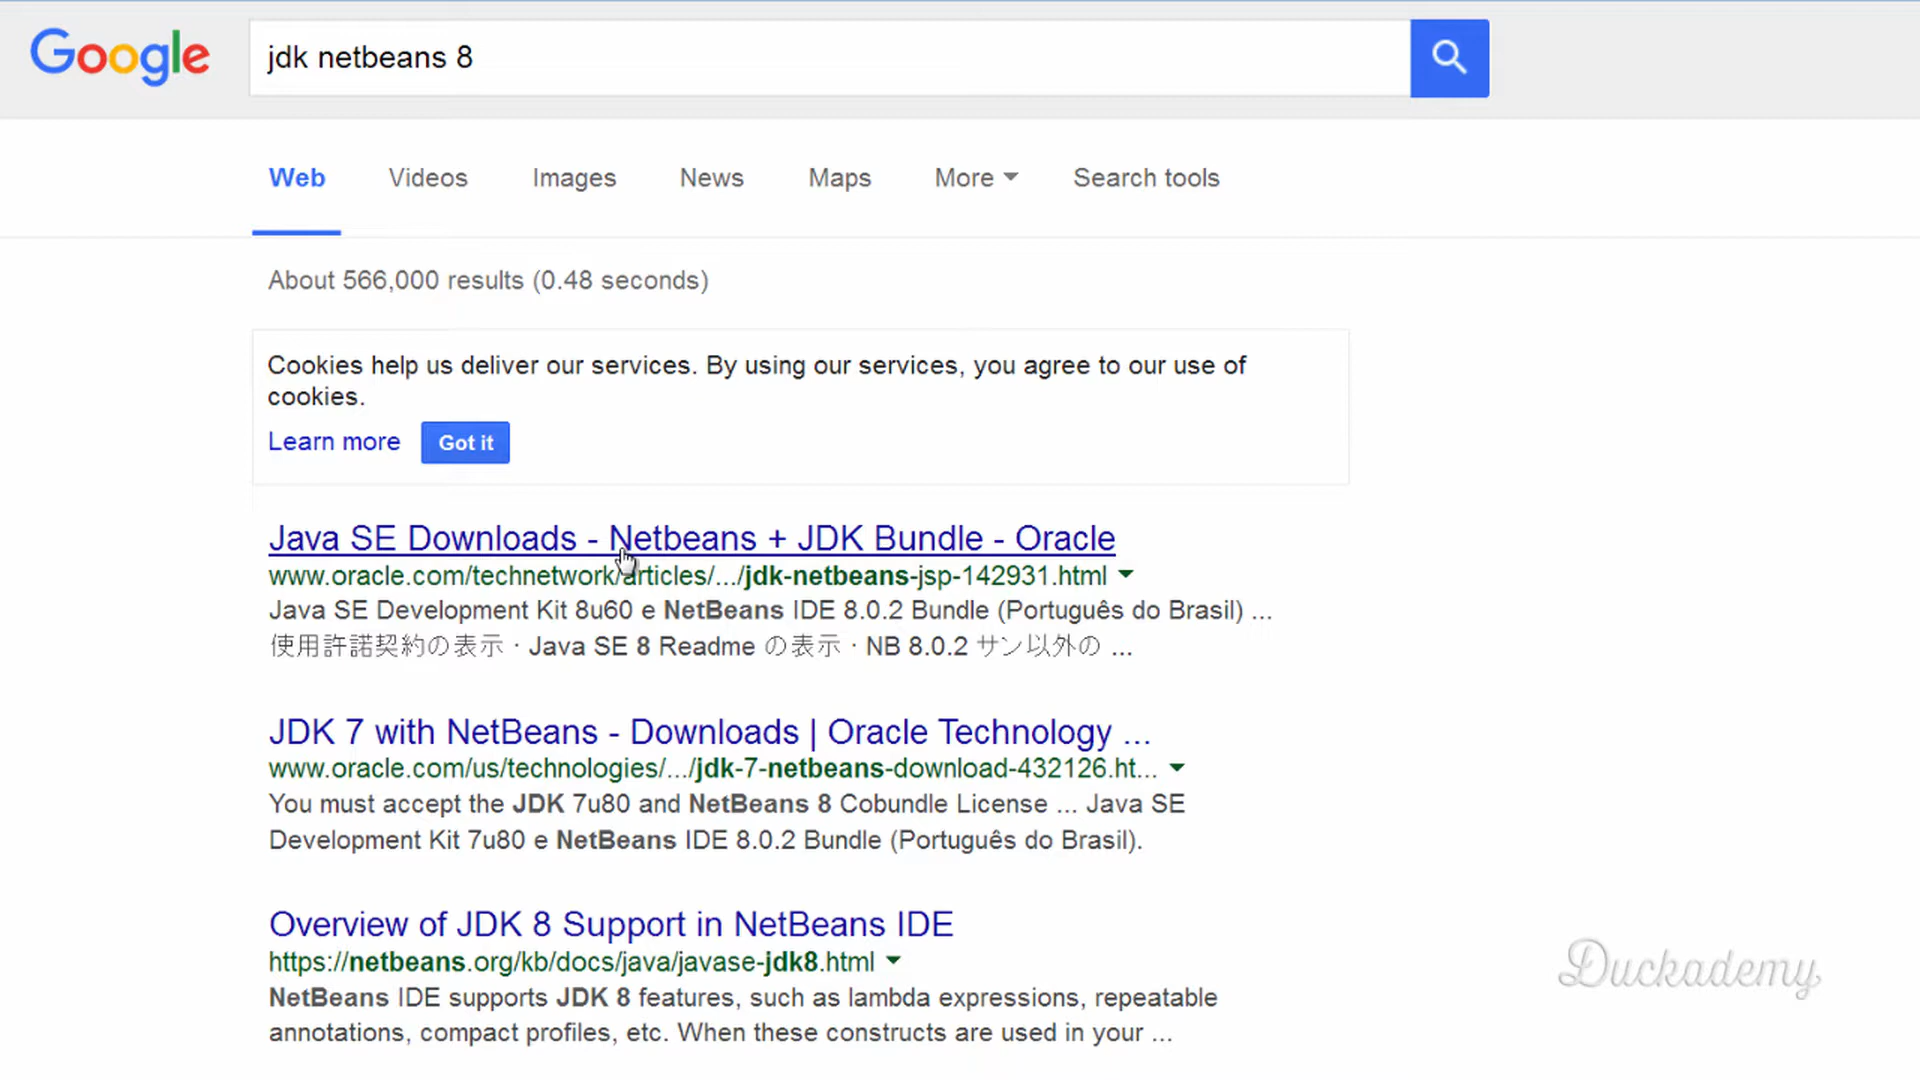 Google
jdk netbeans 8
Web Videos Images News Maps More Search tools
About 566,000 results (0.48 seconds)
Cookies help us deliver our services. By using our services, you agree to our use of
cookies.
Learn more Got it
Java SE Downloads - Netbeans + JDK Bundle - Oracle
www.oracle.com/technetwork/articles/.../jdk-netbeans-jsp-142931.html
Java SE Development Kit 8u60 e NetBeans IDE 8.0.2 Bundle (Português do Brasil) ...
使用許諾契約の表示 · Java SE 8 Readme の表示 · NB 8.0.2 サン以外の ...
JDK 7 with NetBeans - Downloads | Oracle Technology ...
www.oracle.com/us/technologies/.../jdk-7-netbeans-download-432126.ht...
You must accept the JDK 7u80 and NetBeans 8 Cobundle License ... Java SE
Development Kit 7u80 e NetBeans IDE 8.0.2 Bundle (Português do Brasil).
Overview of JDK 8 Support in NetBeans IDE
https://netbeans.org/kb/docs/java/javase-jdk8.html
NetBeans IDE supports JDK 8 features, such as lambda expressions, repeatable
annotations, compact profiles, etc. When these constructs are used in your ...
Duckademy